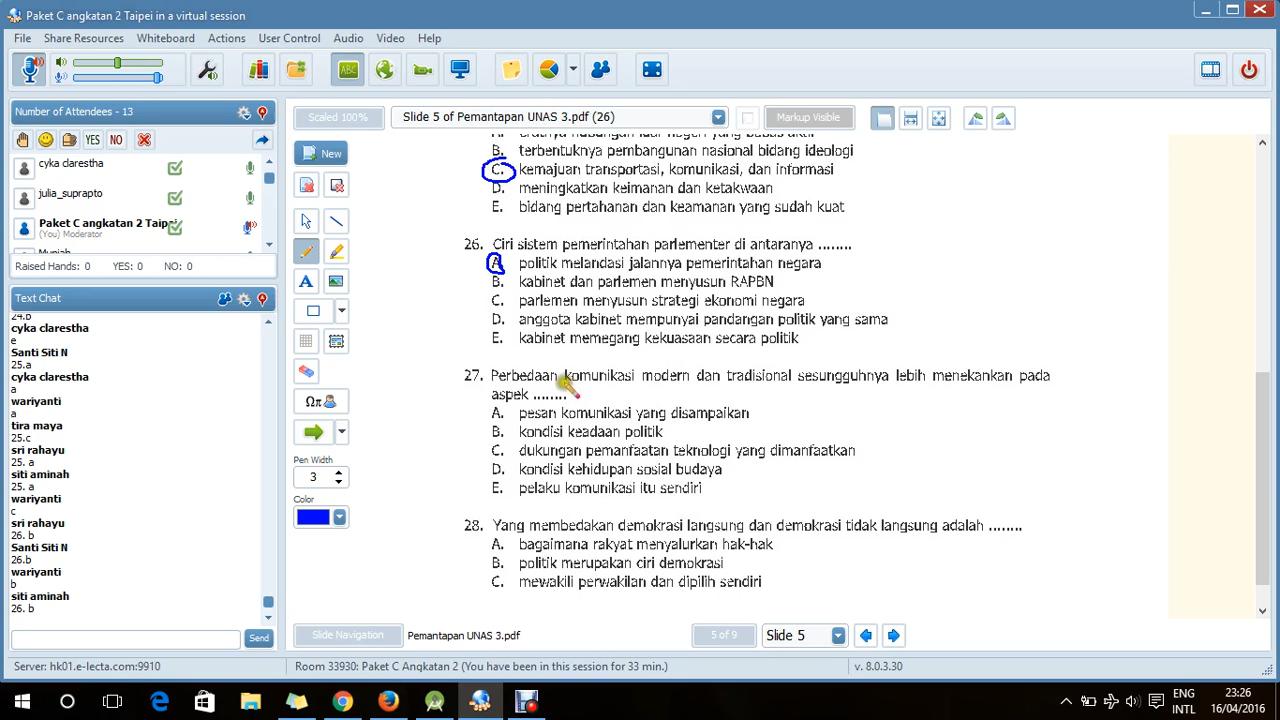 Paket C angkatan 2 Taipei in a virtual session
File Share Resources Whiteboard Actions User Control Audio Video Help
Number of Attendees - 13
YES NO
cyka clarestha
julia_suprapto
Paket C angkatan 2 Taipei
(You) Moderator
Raised Hands: 0 YES: 0 NO: 0
Text Chat
24.b
cyka clarestha
e
Santi Siti N
25.a
cyka clarestha
a
wariyanti
a
tira maya
25.c
sri rahayu
25. a
siti aminah
25. a
wariyanti
c
sri rahayu
26. b
Santi Siti N
26.b
wariyanti
b
siti aminah
26. b
Send
Scaled 100% Slide 5 of Pemantapan UNAS 3.pdf (26) Markup Visible
New
ABC
A
Ωπ
Pen Width
3
Color
B. terbentuknya pembangunan nasional bidang ideologi
C. kemajuan transportasi, komunikasi, dan informasi
D. meningkatkan keimanan dan ketakwaan
E. bidang pertahanan dan keamanan yang sudah kuat
26. Ciri sistem pemerintahan parlementer di antaranya ........
A. politik melandasi jalannya pemerintahan negara
B. kabinet dan parlemen menyusun RAPBN
C. parlemen menyusun strategi ekonomi negara
D. anggota kabinet mempunyai pandangan politik yang sama
E. kabinet memegang kekuasaan secara politik
27. Perbedaan komunikasi modern dan tradisional sesungguhnya lebih menekankan pada
aspek ........
A. pesan komunikasi yang disampaikan
B. kondisi keadaan politik
C. dukungan pemanfaatan teknologi yang dimanfaatkan
D. kondisi kehidupan sosial budaya
E. pelaku komunikasi itu sendiri
28. Yang membedakan demokrasi langsung dan demokrasi tidak langsung adalah ........
A. bagaimana rakyat menyalurkan hak-hak
B. politik merupakan ciri demokrasi
C. mewakili perwakilan dan dipilih sendiri
Slide Navigation Pemantapan UNAS 3.pdf 5 of 9 Slide 5
Server: hk01.e-lecta.com:9910 Room 33930: Paket C Angkatan 2 (You have been in this session for 33 min.) v. 8.0.3.30
ENG
INTL
23:26
16/04/2016